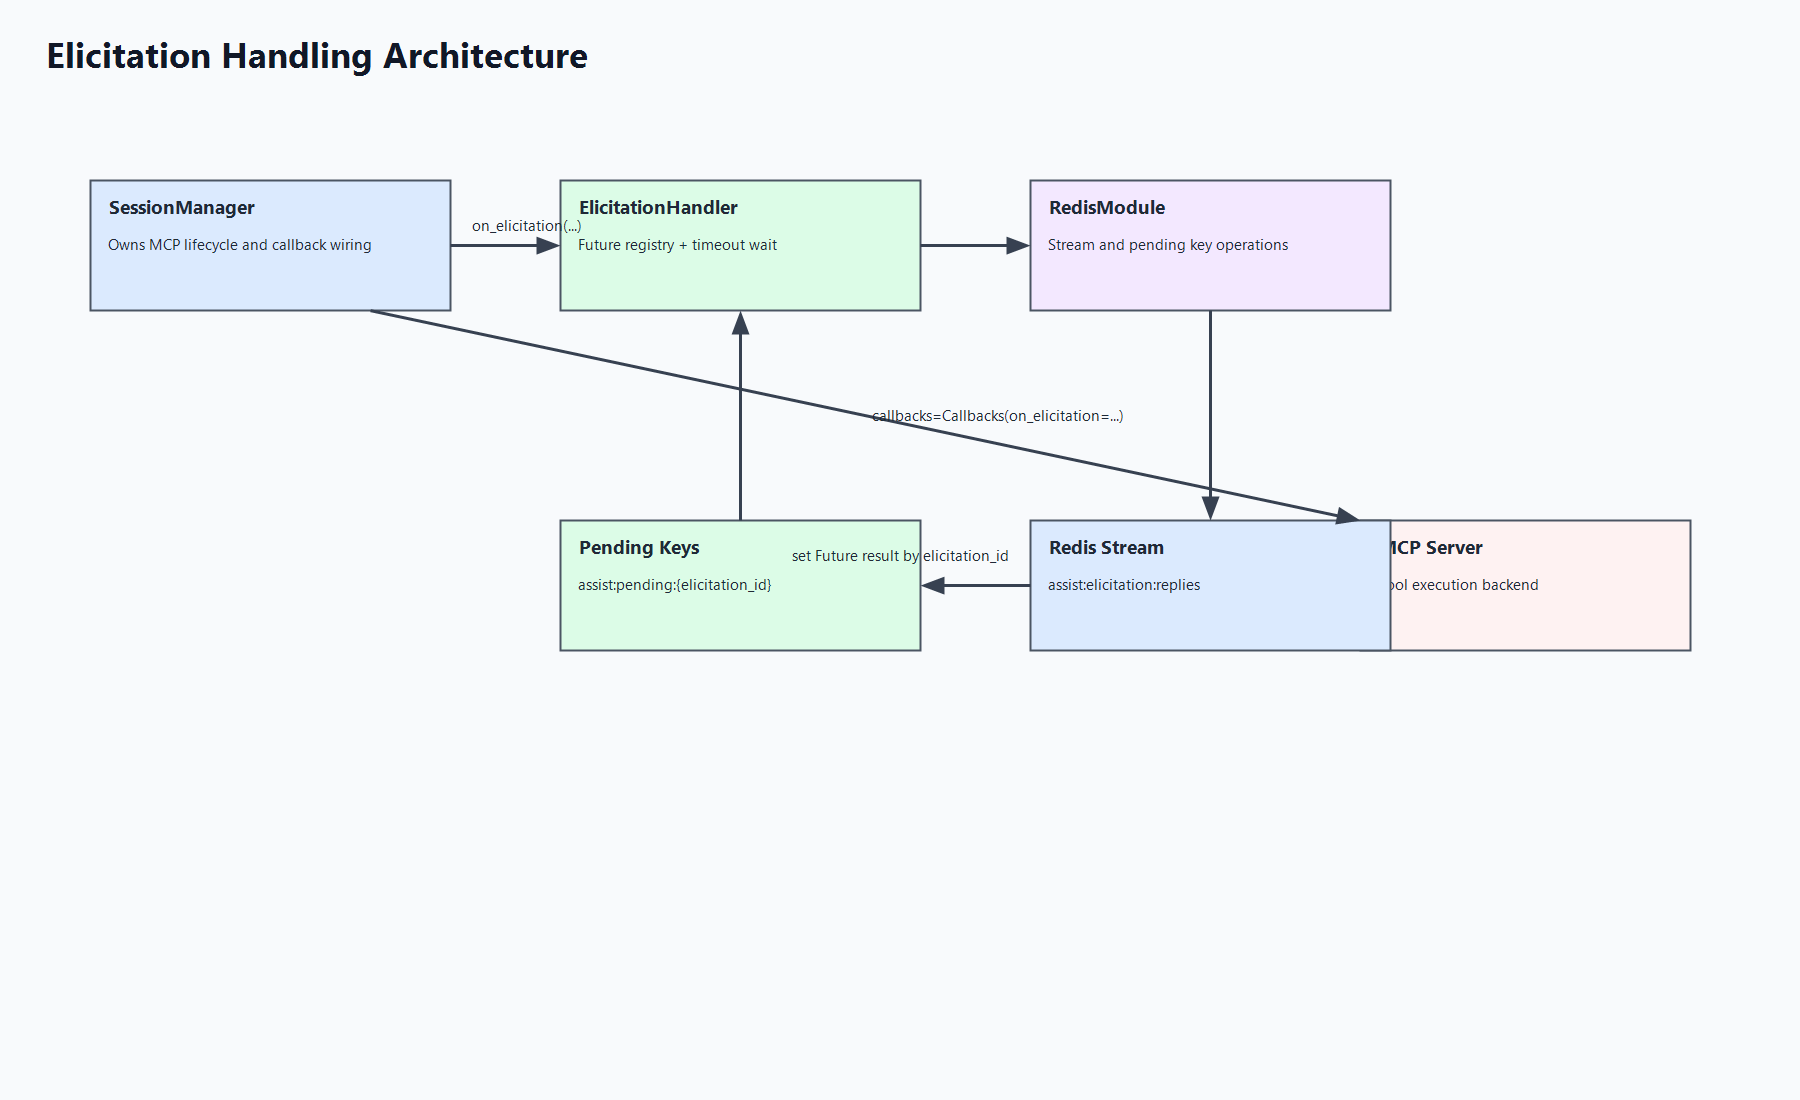 Elicitation Handling Architecture
SessionManager
Owns MCP lifecycle and callback wiring
on_elicitation(...)
ElicitationHandler
Future registry + timeout wait
RedisModule
Stream and pending key operations
callbacks=Callbacks(on_elicitation=...)
Pending Keys
assist:pending:{elicitation_id}
set Future result by elicitation_id
Redis Stream
assist:elicitation:replies
MCP Server
execution backend